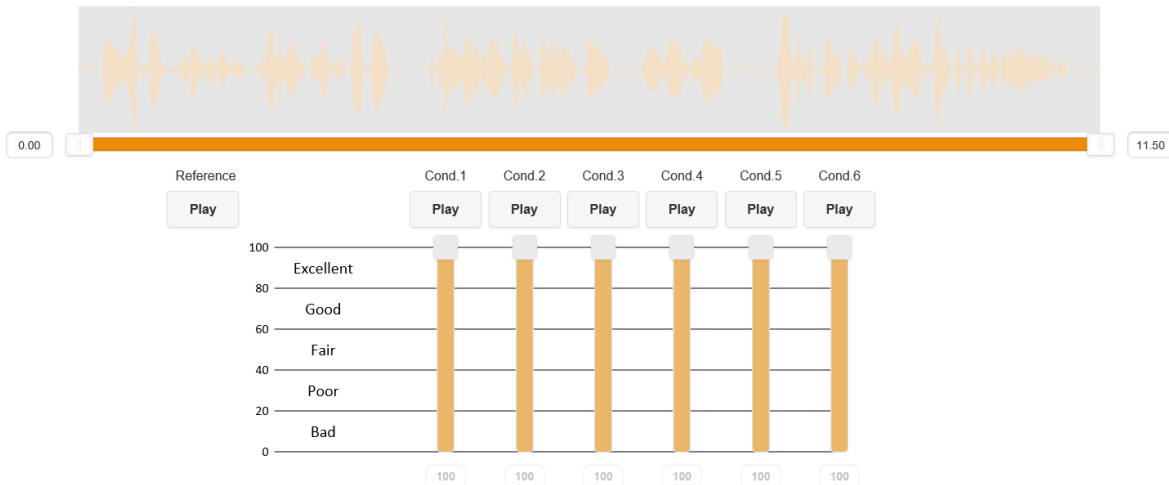 0.00 11.50
Reference Cond.1 Cond.2 Cond.3 Cond.4 Cond.5 Cond.6
Play Play Play Play Play Play Play
100
Excellent
80
Good
60
Fair
40
Poor
20
Bad
0
100 100 100 100 100 100